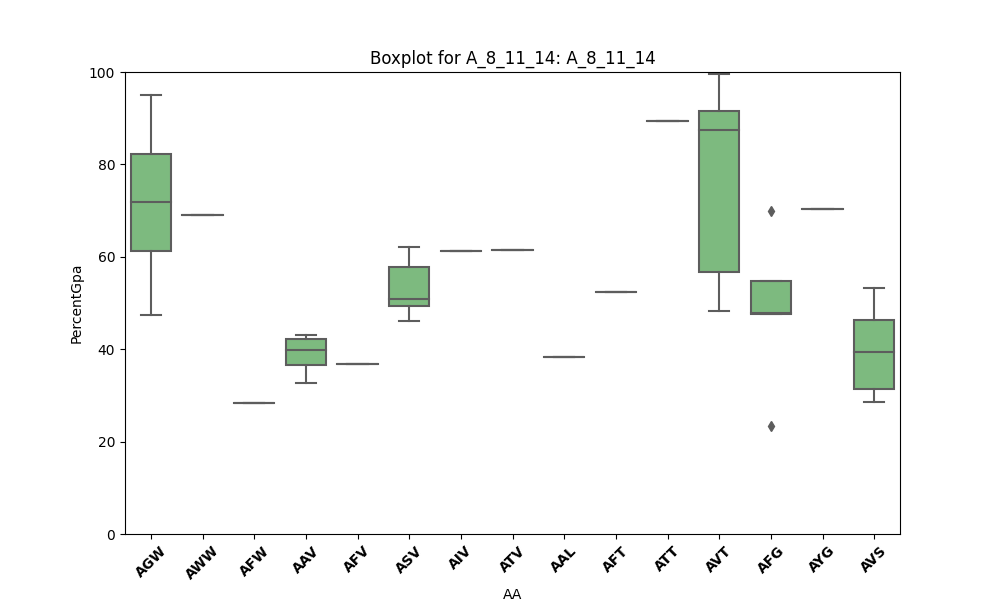 Boxplot for A_8_11_14: A_8_11_14
100
80
60
40
20
0
PercentGpa
AGW
AWW
AFW
AAV
AFV
ASV
AIV
ATV
AAL
AFT
ATT
AVT
AFG
AYG
AVS
AA